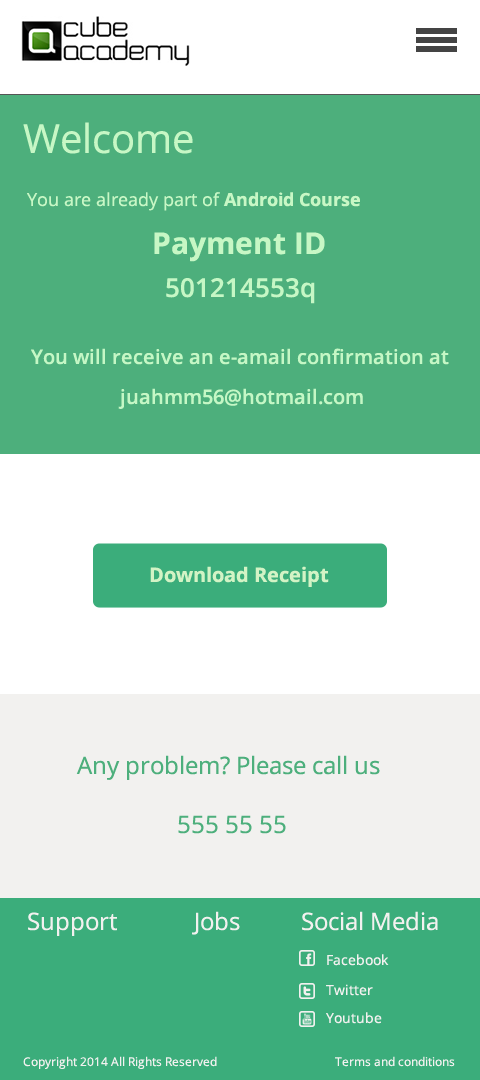 cube
academy
Welcome
You are already part of Android Course
Payment ID
501214553q
You will receive an e-amail confirmation at
juahmm56@hotmail.com
Download Receipt
Any problem? Please call us
555 55 55
Support Jobs Social Media
Facebook
Twitter
Youtube
Copyright 2014 All Rights Reserved Terms and conditions